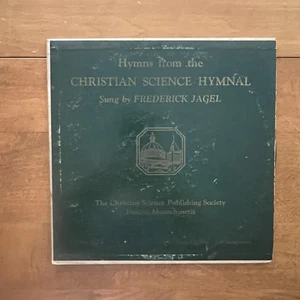 Hymns from the
CHRISTIAN SCIENCE HYMNAL
Sung by FREDERICK JAGEL
The Christian Science Publishing Society
Boston, Massachusetts